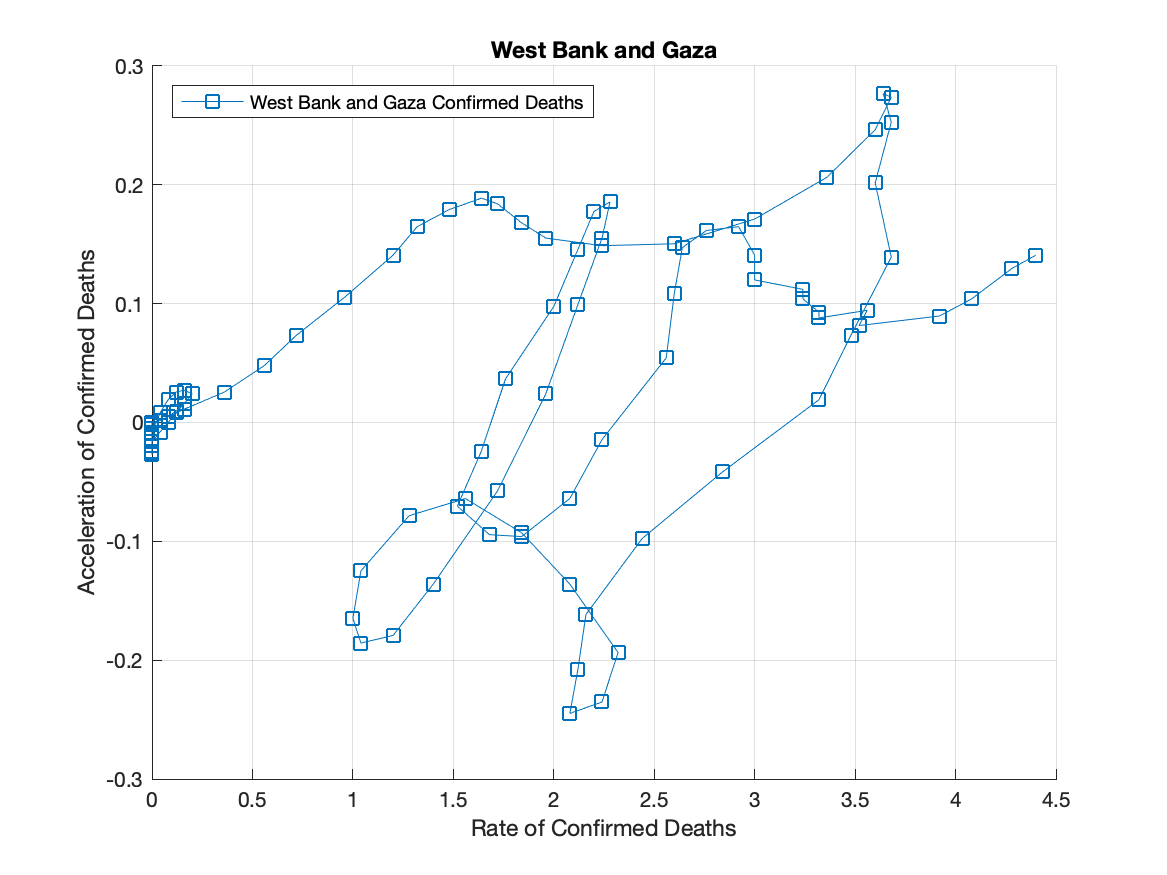 West Bank and Gaza
0.3
West Bank and Gaza Confirmed Deaths
0.2
0.1
0
-0.1
-0.2
-0.3
Acceleration of Confirmed Deaths
0 0.5 1 1.5 2 2.5 3 3.5 4 4.5
Rate of Confirmed Deaths